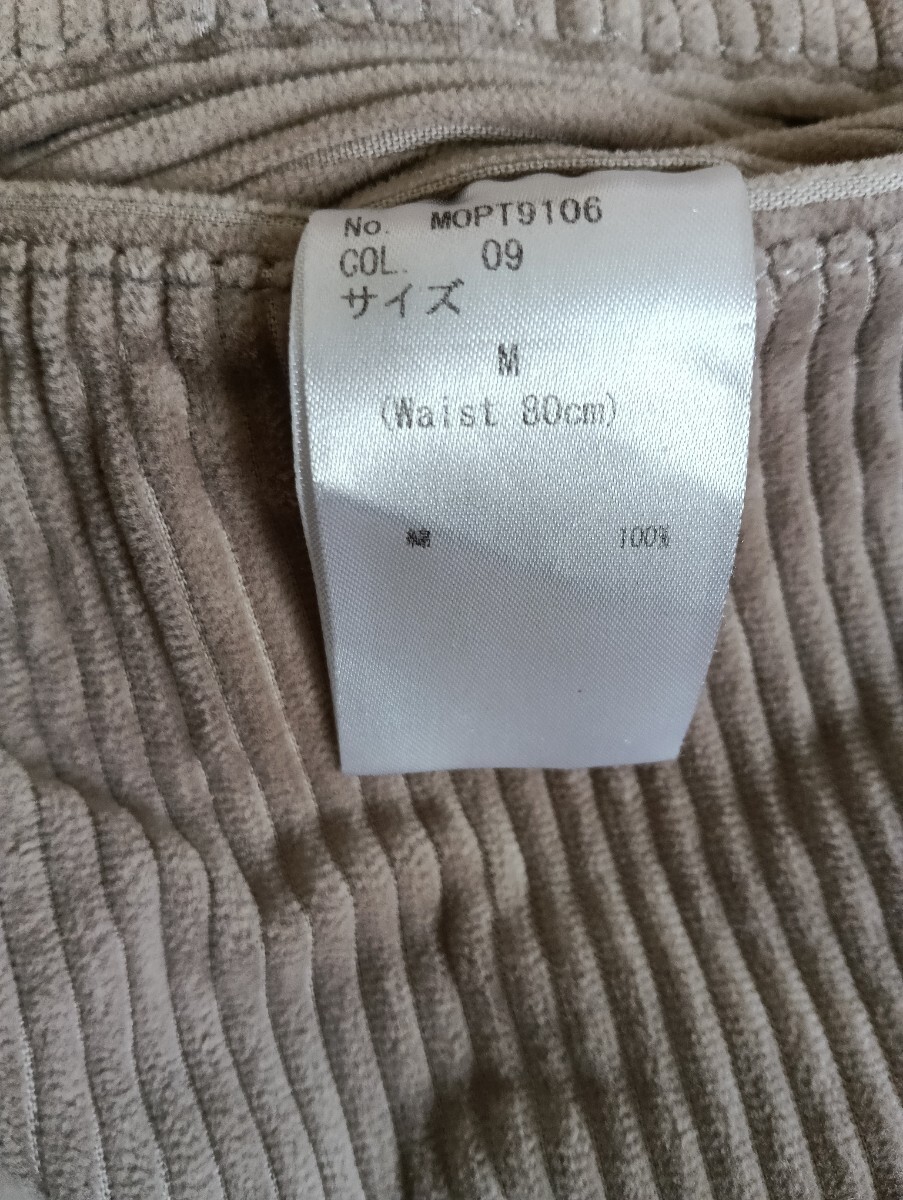 No. MOPT9106
COL. 09
サイズ
M
(Waist 80cm)
綿 100%